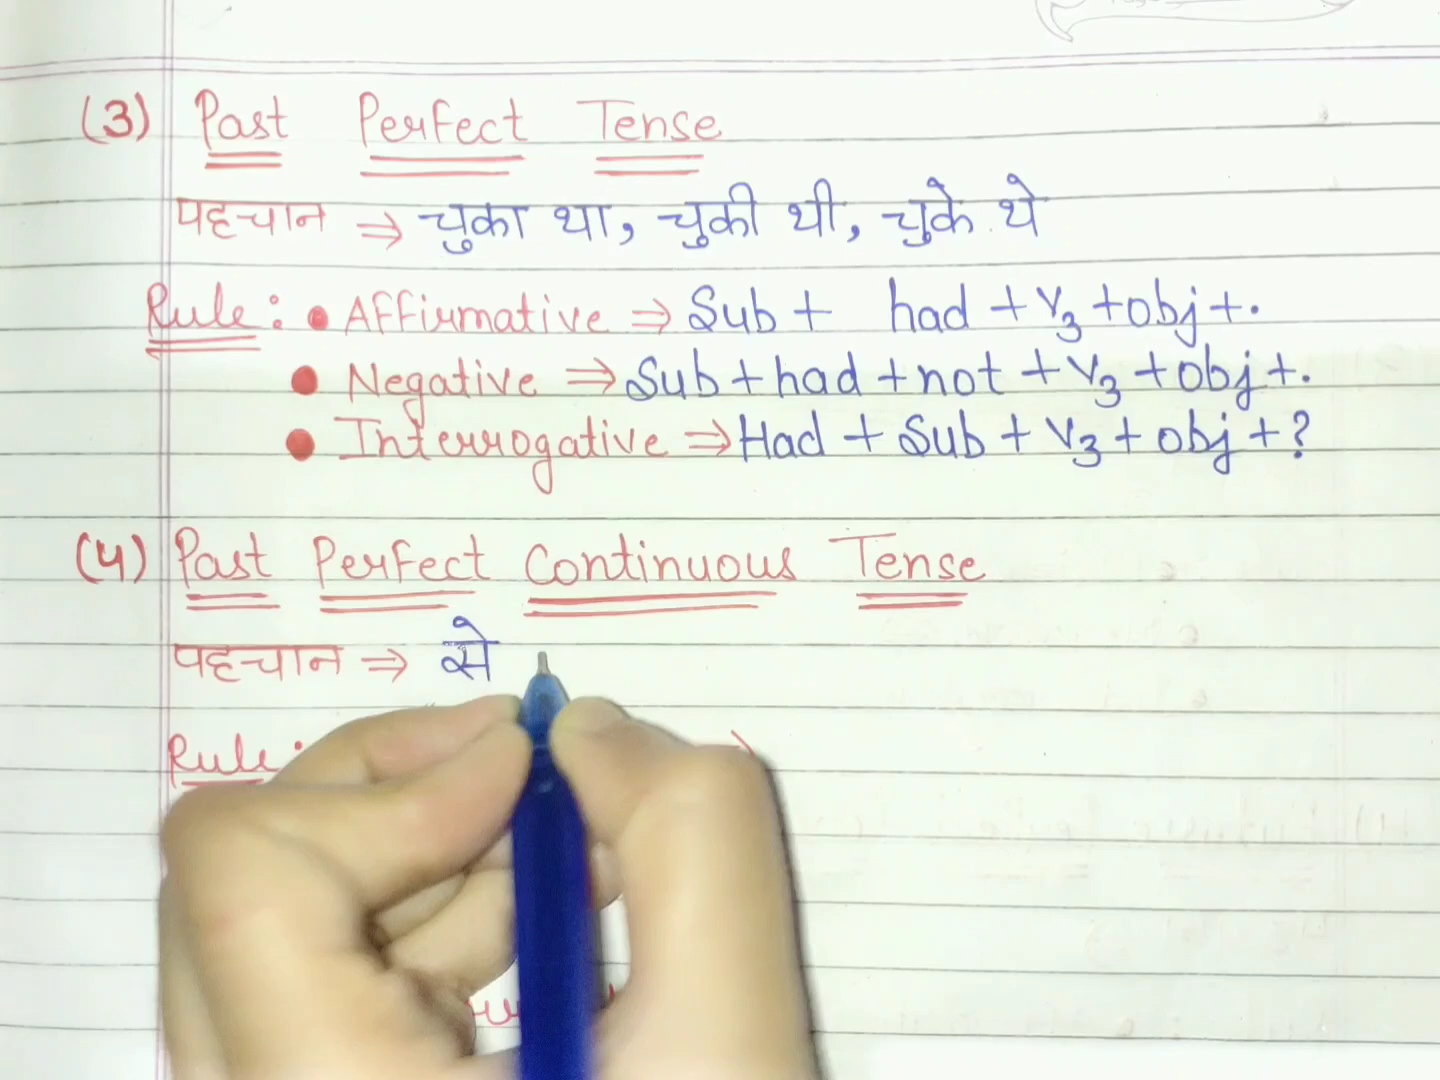 (3) Past Perfect Tense
पहचान ⇒ चुका था, चुकी थी, चुके थे
Rule: • Affirmative ⇒ Sub + had + V3 + obj + .
• Negative ⇒ Sub + had + not + V3 + obj + .
• Interrogative ⇒ Had + Sub + V3 + obj + ?
(4) Past Perfect Continuous Tense
पहचान ⇒ से
Rule: